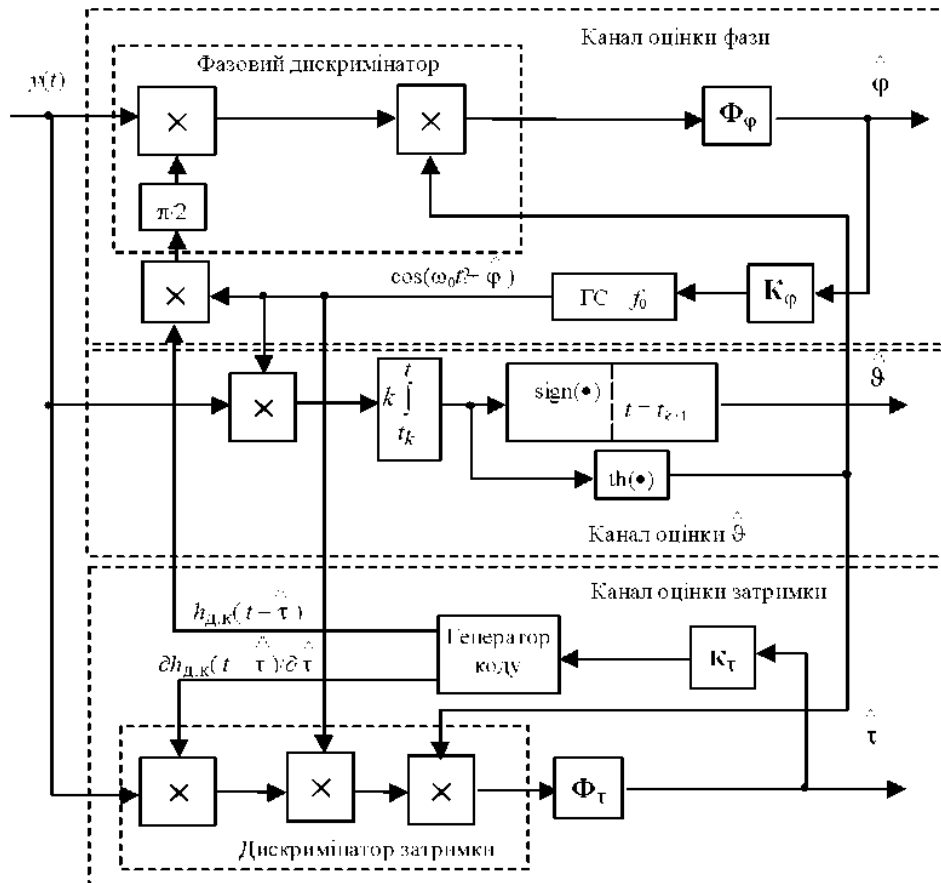 Канал оцінки фази
Фазовий дискримінатор
y(t)
×
×
Φφ
φ̂
π/2
×
cos(ω₀t + φ̂)
ГС f₀
Kφ
×
k ∫ t tₖ
sign(•)
t = tₖ₊₁
ϑ̂
th(•)
Канал оцінки ϑ̂
Канал оцінки затримки
hд.к(t − τ̂)
Генератор
коду
Kτ
∂hд.к(t − τ̂)/∂τ̂
τ̂
×
×
×
Φτ
Дискримінатор затримки